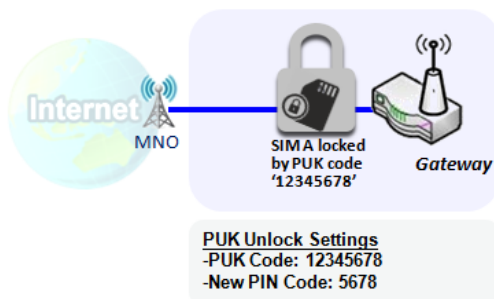 Internet
MNO
SIM A locked
by PUK code
'12345678'
Gateway
PUK Unlock Settings
-PUK Code: 12345678
-New PIN Code: 5678